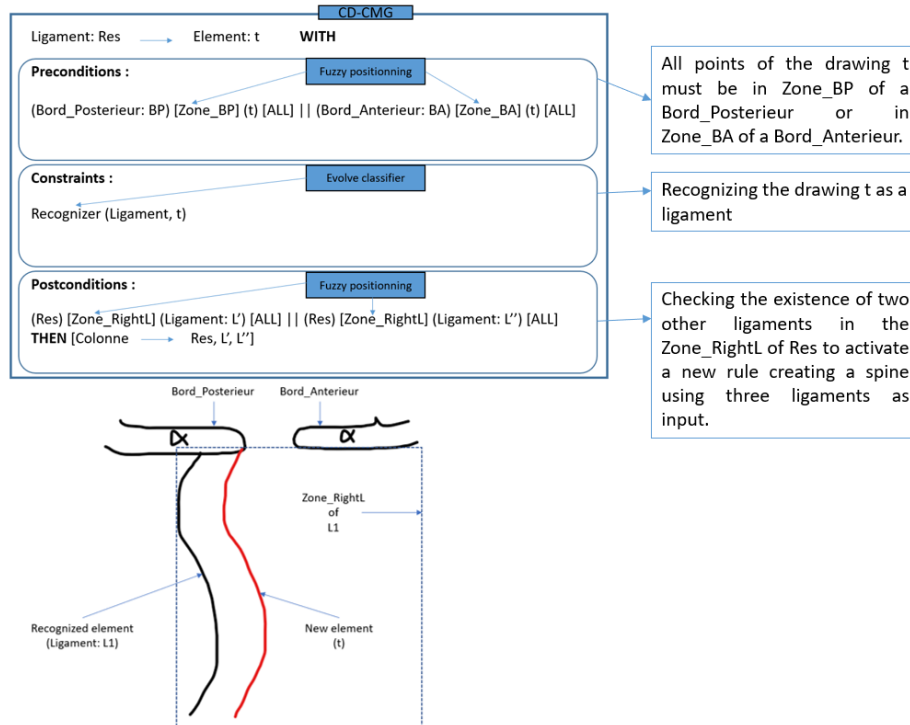 CD-CMG
Ligament: Res Element: t WITH
Preconditions :
Fuzzy positionning
(Bord_Posterieur: BP) [Zone_BP] (t) [ALL] || (Bord_Anterieur: BA) [Zone_BA] (t) [ALL]
All points of the drawing t
must be in Zone_BP of a
Bord_Posterieur or in
Zone_BA of a Bord_Anterieur.
Constraints :
Evolve classifier
Recognizer (Ligament, t)
Recognizing the drawing t as a
ligament
Postconditions :
Fuzzy positionning
(Res) [Zone_RightL] (Ligament: L') [ALL] || (Res) [Zone_RightL] (Ligament: L'') [ALL]
THEN [Colonne Res, L', L'']
Checking the existence of two
other ligaments in the
Zone_RightL of Res to activate
a new rule creating a spine
using three ligaments as
input.
Bord_Posterieur Bord_Anterieur
α α
Zone_RightL
of
L1
Recognized element
(Ligament: L1)
New element
(t)